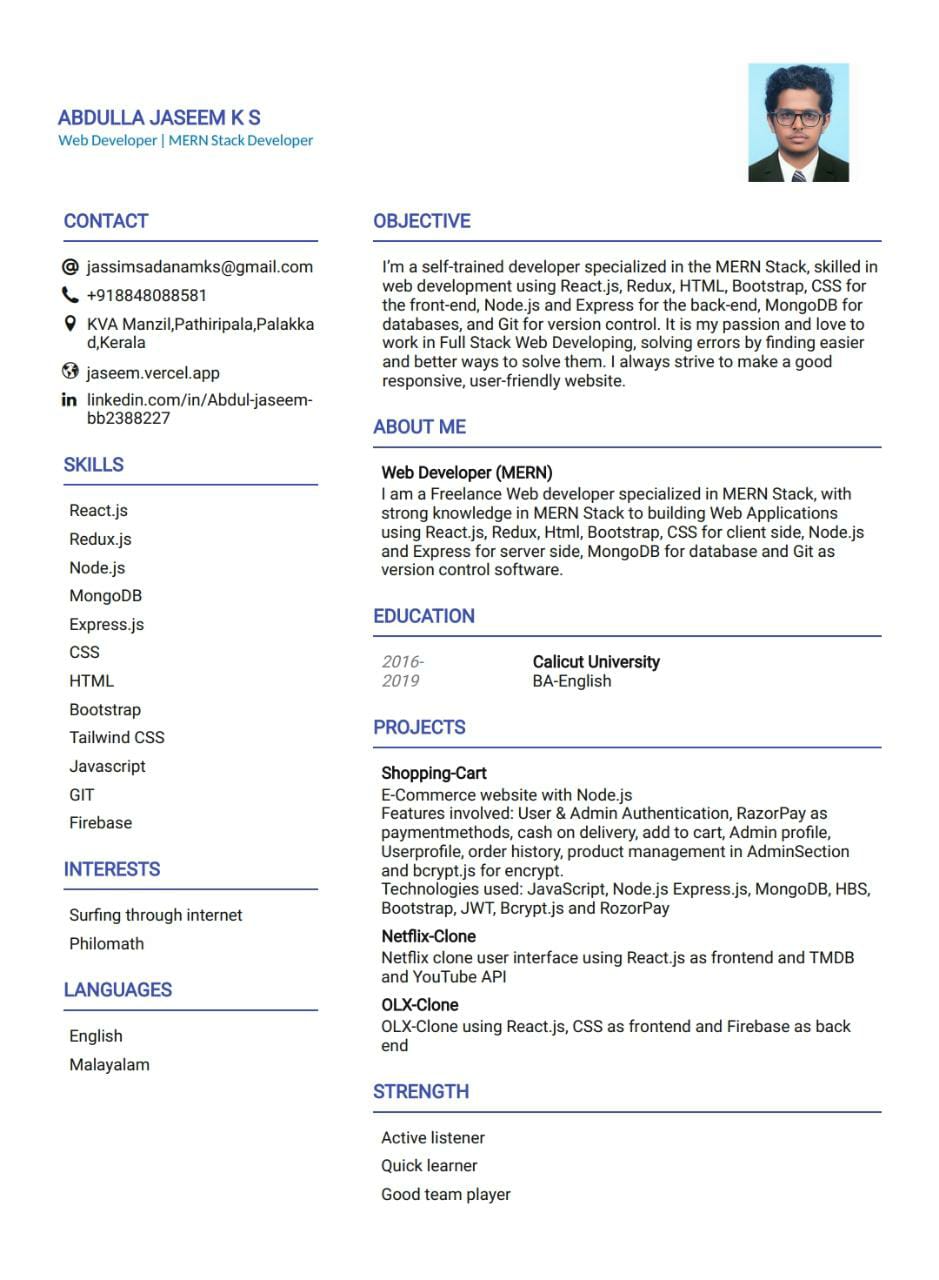 ABDULLA JASEEM K S
Web Developer | MERN Stack Developer
CONTACT
jassimsadanamks@gmail.com
+918848088581
KVA Manzil,Pathiripala,Palakka
d,Kerala
jaseem.vercel.app
linkedin.com/in/Abdul-jaseem-
bb2388227
SKILLS
React.js
Redux.js
Node.js
MongoDB
Express.js
CSS
HTML
Bootstrap
Tailwind CSS
Javascript
GIT
Firebase
INTERESTS
Surfing through internet
Philomath
LANGUAGES
English
Malayalam
OBJECTIVE
I'm a self-trained developer specialized in the MERN Stack, skilled in
web development using React.js, Redux, HTML, Bootstrap, CSS for
the front-end, Node.js and Express for the back-end, MongoDB for
databases, and Git for version control. It is my passion and love to
work in Full Stack Web Developing, solving errors by finding easier
and better ways to solve them. I always strive to make a good
responsive, user-friendly website.
ABOUT ME
Web Developer (MERN)
I am a Freelance Web developer specialized in MERN Stack, with
strong knowledge in MERN Stack to building Web Applications
using React.js, Redux, Html, Bootstrap, CSS for client side, Node.js
and Express for server side, MongoDB for database and Git as
version control software.
EDUCATION
2016-
2019
Calicut University
BA-English
PROJECTS
Shopping-Cart
E-Commerce website with Node.js
Features involved: User & Admin Authentication, RazorPay as
paymentmethods, cash on delivery, add to cart, Admin profile,
Userprofile, order history, product management in AdminSection
and bcrypt.js for encrypt.
Technologies used: JavaScript, Node.js Express.js, MongoDB, HBS,
Bootstrap, JWT, Bcrypt.js and RozorPay
Netflix-Clone
Netflix clone user interface using React.js as frontend and TMDB
and YouTube API
OLX-Clone
OLX-Clone using React.js, CSS as frontend and Firebase as back
end
STRENGTH
Active listener
Quick learner
Good team player